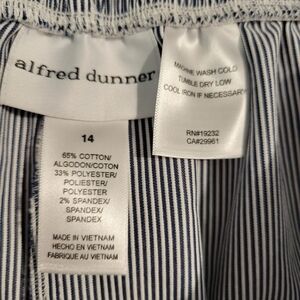 alfred dunner
14
65% COTTON/
ALGODON/COTON
33% POLYESTER/
POLIESTER/
POLYESTER
2% SPANDEX/
SPANDEX/
SPANDEX
MADE IN VIETNAM
HECHO EN VIETNAM
FABRIQUE AU VIETNAM
MACHINE WASH COLD
TUMBLE DRY LOW
COOL IRON IF NECESSARY
RN#19232
CA#29961